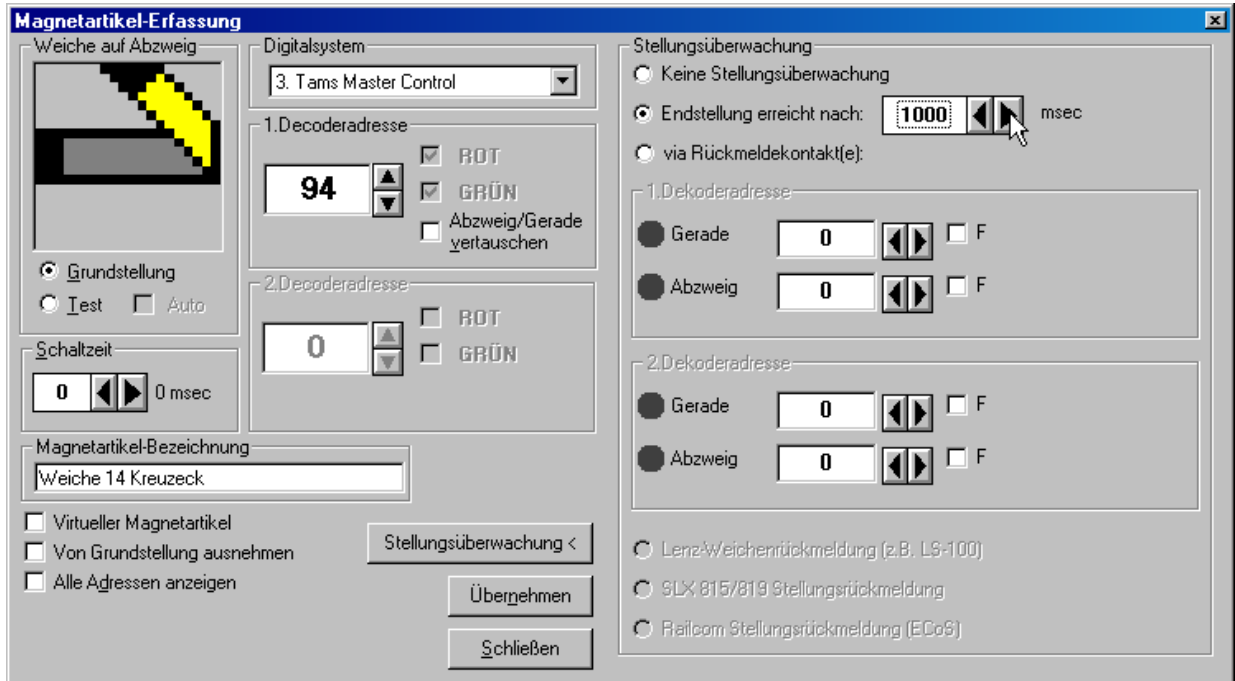 Magnetartikel-Erfassung
Weiche auf Abzweig
Grundstellung
Test Auto
Schaltzeit
0 0 msec
Digitalsystem
3. Tams Master Control
1.Decoderadresse
94
ROT
GRÜN
Abzweig/Gerade
vertauschen
2.Decoderadresse
0
ROT
GRÜN
Magnetartikel-Bezeichnung
Weiche 14 Kreuzeck
Virtueller Magnetartikel
Von Grundstellung ausnehmen
Alle Adressen anzeigen
Stellungsüberwachung <
Übernehmen
Schließen
Stellungsüberwachung
Keine Stellungsüberwachung
Endstellung erreicht nach: 1000 msec
via Rückmeldekontakt(e):
1.Dekoderadresse
Gerade 0 F
Abzweig 0 F
2.Dekoderadresse
Gerade 0 F
Abzweig 0 F
Lenz-Weichenrückmeldung (z.B. LS-100)
SLX 815/819 Stellungsrückmeldung
Railcom Stellungsrückmeldung (ECoS)